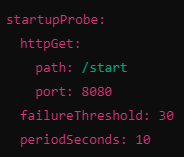 startupProbe:
  httpGet:
    path: /start
    port: 8080
  failureThreshold: 30
  periodSeconds: 10